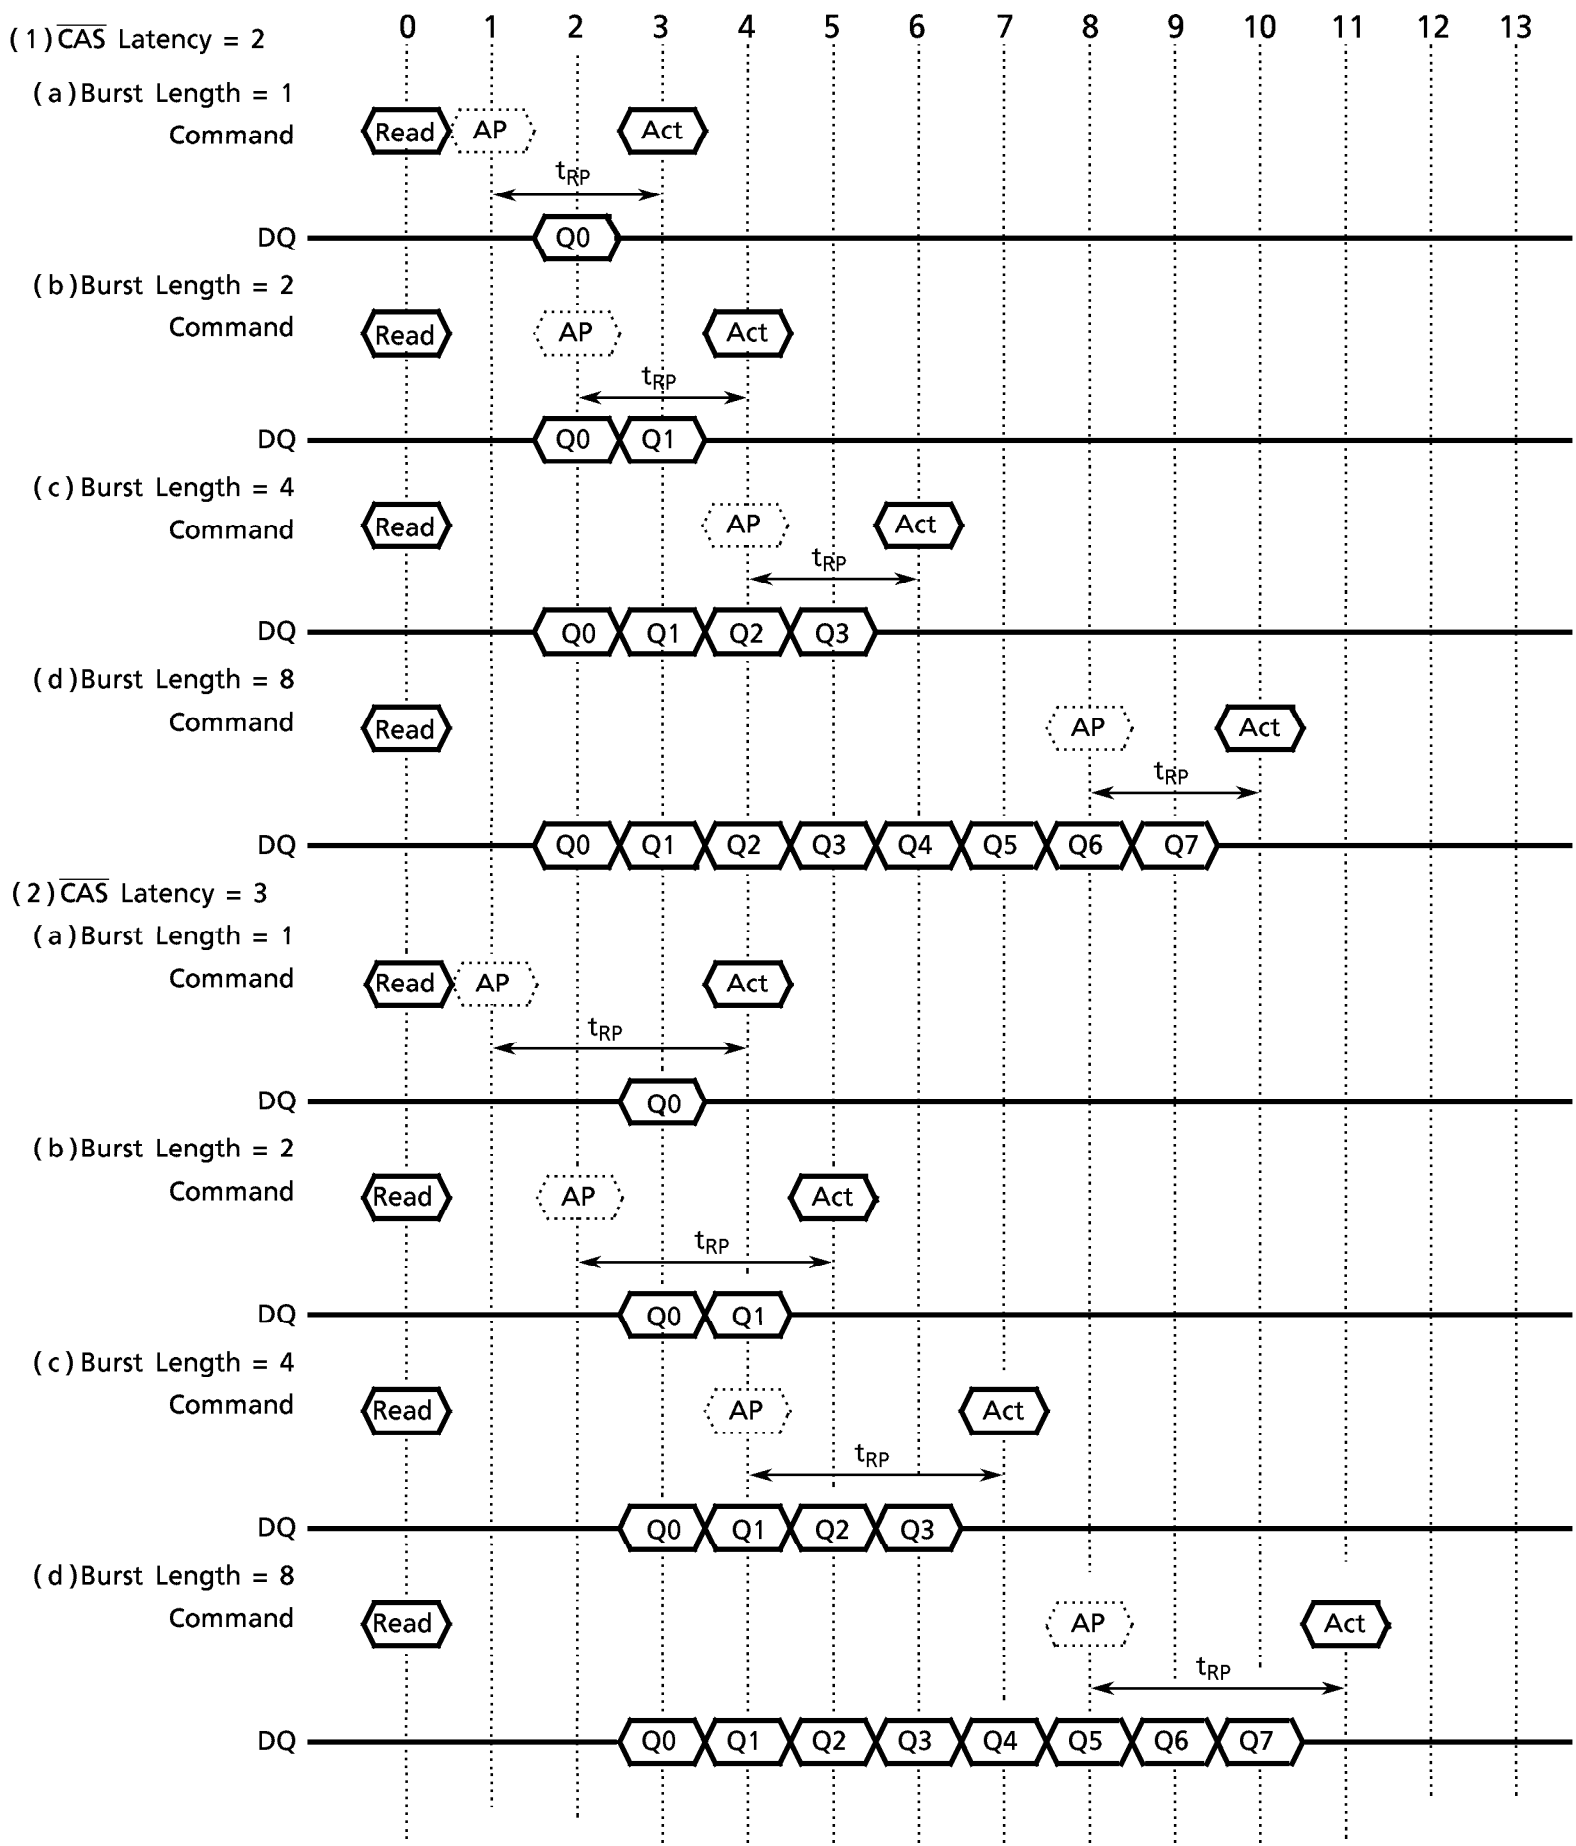 0 1 2 3 4 5 6 7 8 9 10 11 12 13
(1) C̅A̅S̅ Latency = 2
(a) Burst Length = 1
Command Read AP Act
tRP
DQ Q0
(b) Burst Length = 2
Command Read AP Act
tRP
DQ Q0 Q1
(c) Burst Length = 4
Command Read AP Act
tRP
DQ Q0 Q1 Q2 Q3
(d) Burst Length = 8
Command Read AP Act
tRP
DQ Q0 Q1 Q2 Q3 Q4 Q5 Q6 Q7
(2) C̅A̅S̅ Latency = 3
(a) Burst Length = 1
Command Read AP Act
tRP
DQ Q0
(b) Burst Length = 2
Command Read AP Act
tRP
DQ Q0 Q1
(c) Burst Length = 4
Command Read AP Act
tRP
DQ Q0 Q1 Q2 Q3
(d) Burst Length = 8
Command Read AP Act
tRP
DQ Q0 Q1 Q2 Q3 Q4 Q5 Q6 Q7